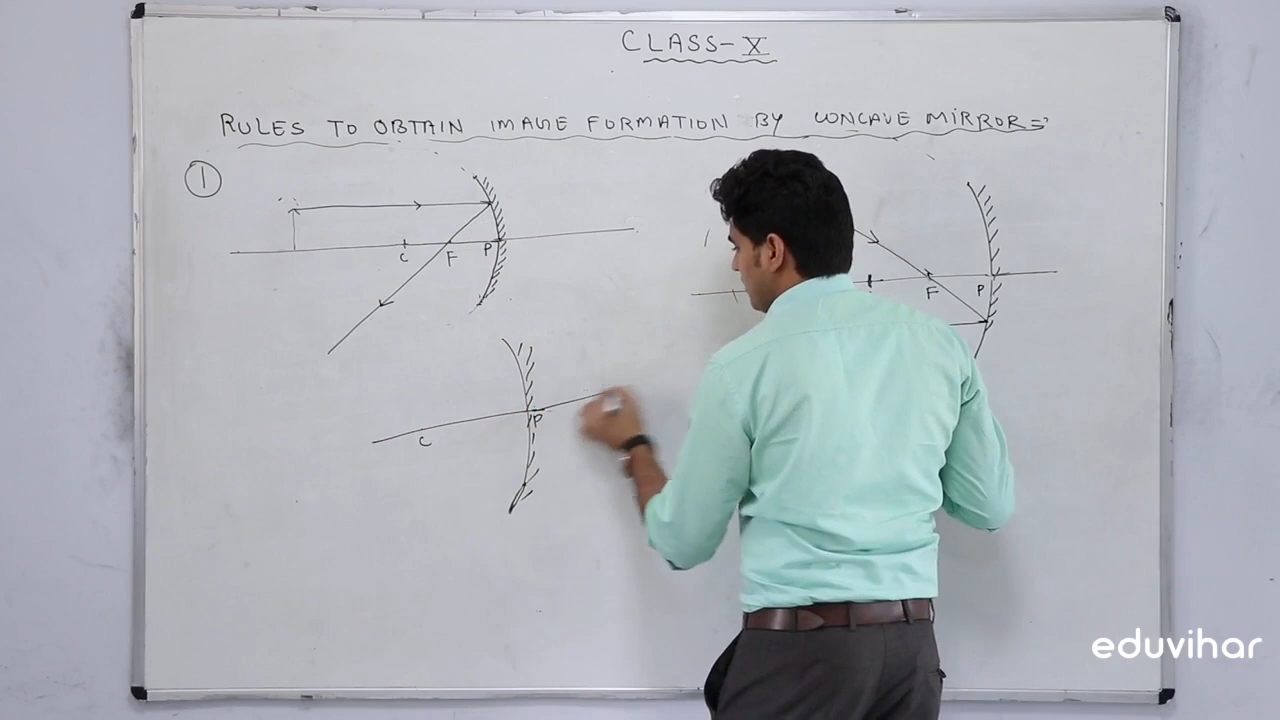 CLASS-X
RULES TO OBTAIN IMAGE FORMATION BY CONCAVE MIRROR:-
1
C F P
F P
C P
eduvihar